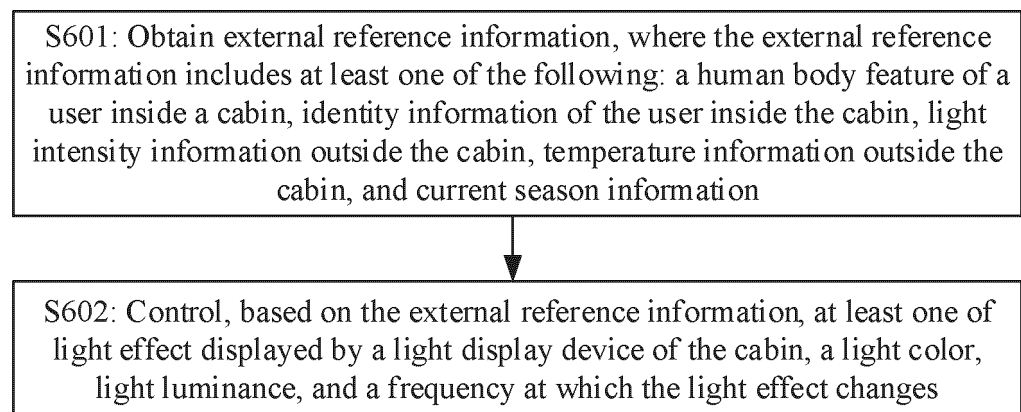 S601: Obtain external reference information, where the external reference
information includes at least one of the following: a human body feature of a
user inside a cabin, identity information of the user inside the cabin, light
intensity information outside the cabin, temperature information outside the
cabin, and current season information
S602: Control, based on the external reference information, at least one of
light effect displayed by a light display device of the cabin, a light color,
light luminance, and a frequency at which the light effect changes